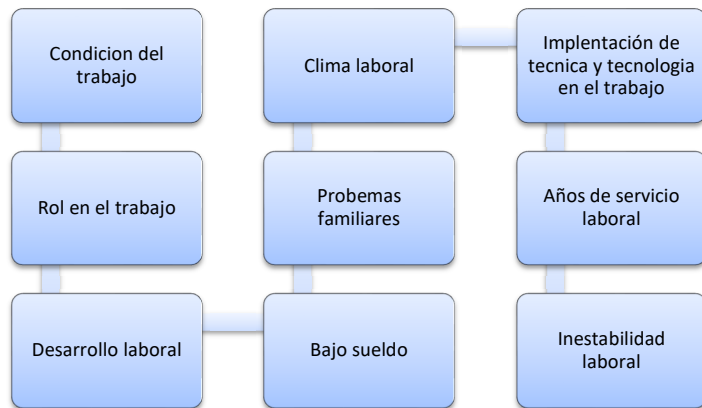 Condicion del
trabajo
Rol en el trabajo
Desarrollo laboral
Bajo sueldo
Probemas
familiares
Clima laboral
Implentación de
tecnica y tecnologia
en el trabajo
Años de servicio
laboral
Inestabilidad
laboral